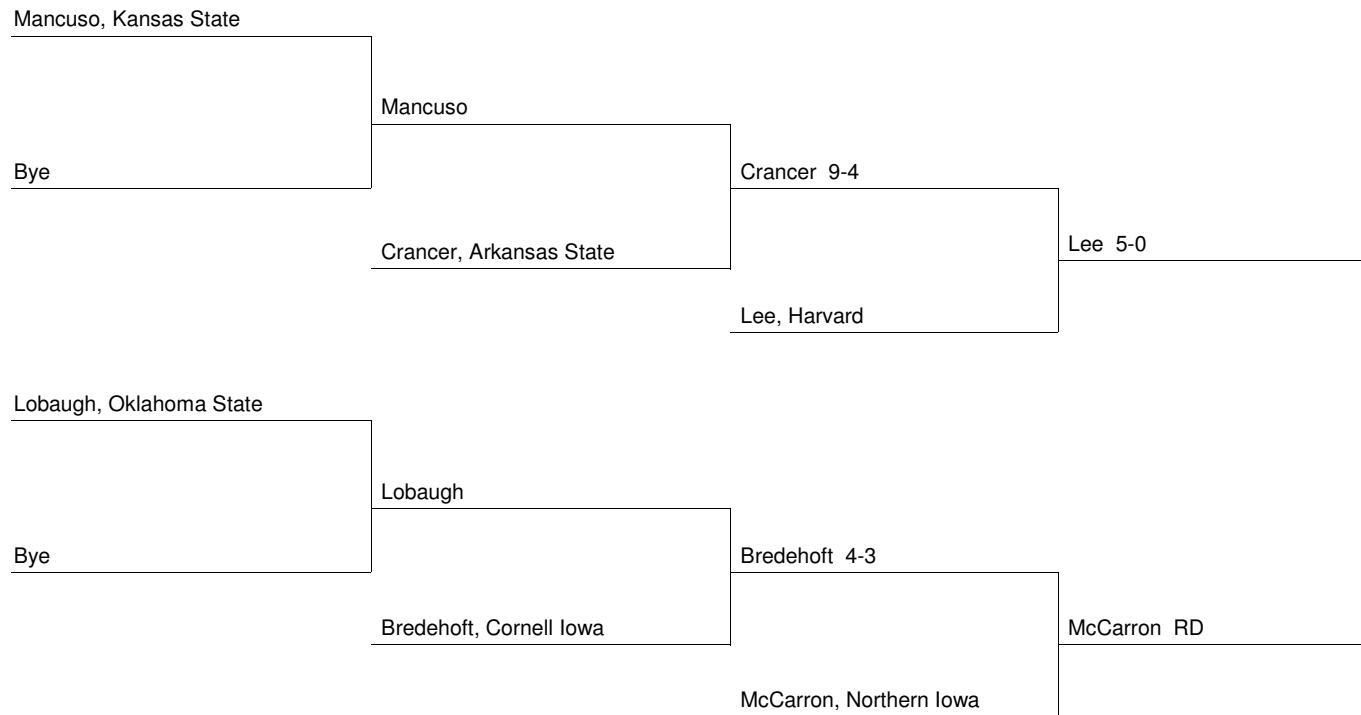 Mancuso, Kansas State
Mancuso
Bye
Crancer  9-4
Crancer, Arkansas State
Lee  5-0
Lee, Harvard
Lobaugh, Oklahoma State
Lobaugh
Bye
Bredehoft  4-3
Bredehoft, Cornell Iowa
McCarron  RD
McCarron, Northern Iowa